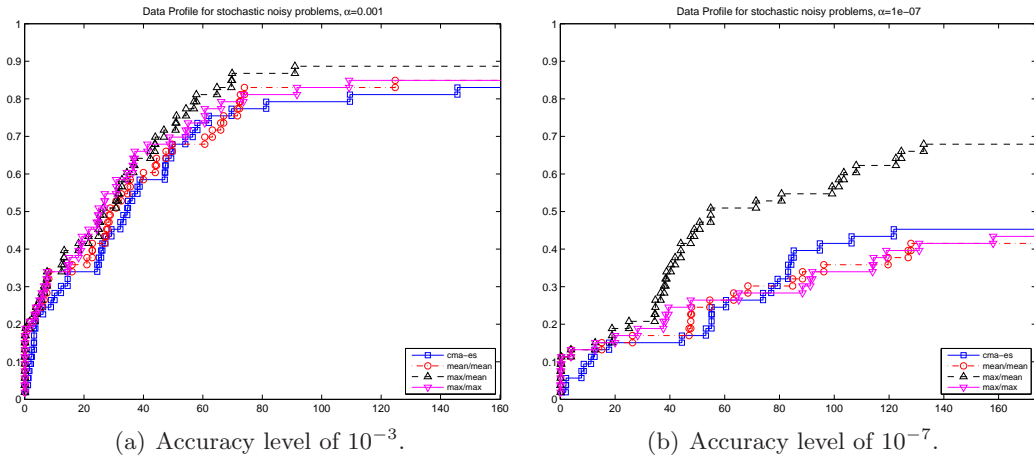 Data Profile for stochastic noisy problems, α=0.001
1
0.9
0.8
0.7
0.6
0.5
0.4
0.3
0.2
0.1
0
0 20 40 60 80 100 120 140 160
cma-es
mean/mean
max/mean
max/max
(a) Accuracy level of 10⁻³.
Data Profile for stochastic noisy problems, α=1e-07
1
0.9
0.8
0.7
0.6
0.5
0.4
0.3
0.2
0.1
0
0 20 40 60 80 100 120 140 160
cma-es
mean/mean
max/mean
max/max
(b) Accuracy level of 10⁻⁷.